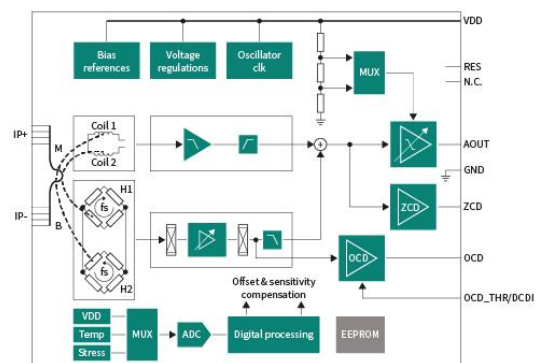 VDD
Bias
references
Voltage
regulations
Oscillator
clk
MUX
RES
N.C.
Coil 1
Coil 2
IP+
M
AOUT
GND
+
H1
fs
ZCD
ZCD
IP-
B
fs
H2
OCD
OCD
Offset & sensitivity
compensation
OCD_THR/DCDI
VDD
Temp
Stress
MUX
ADC
Digital processing
EEPROM